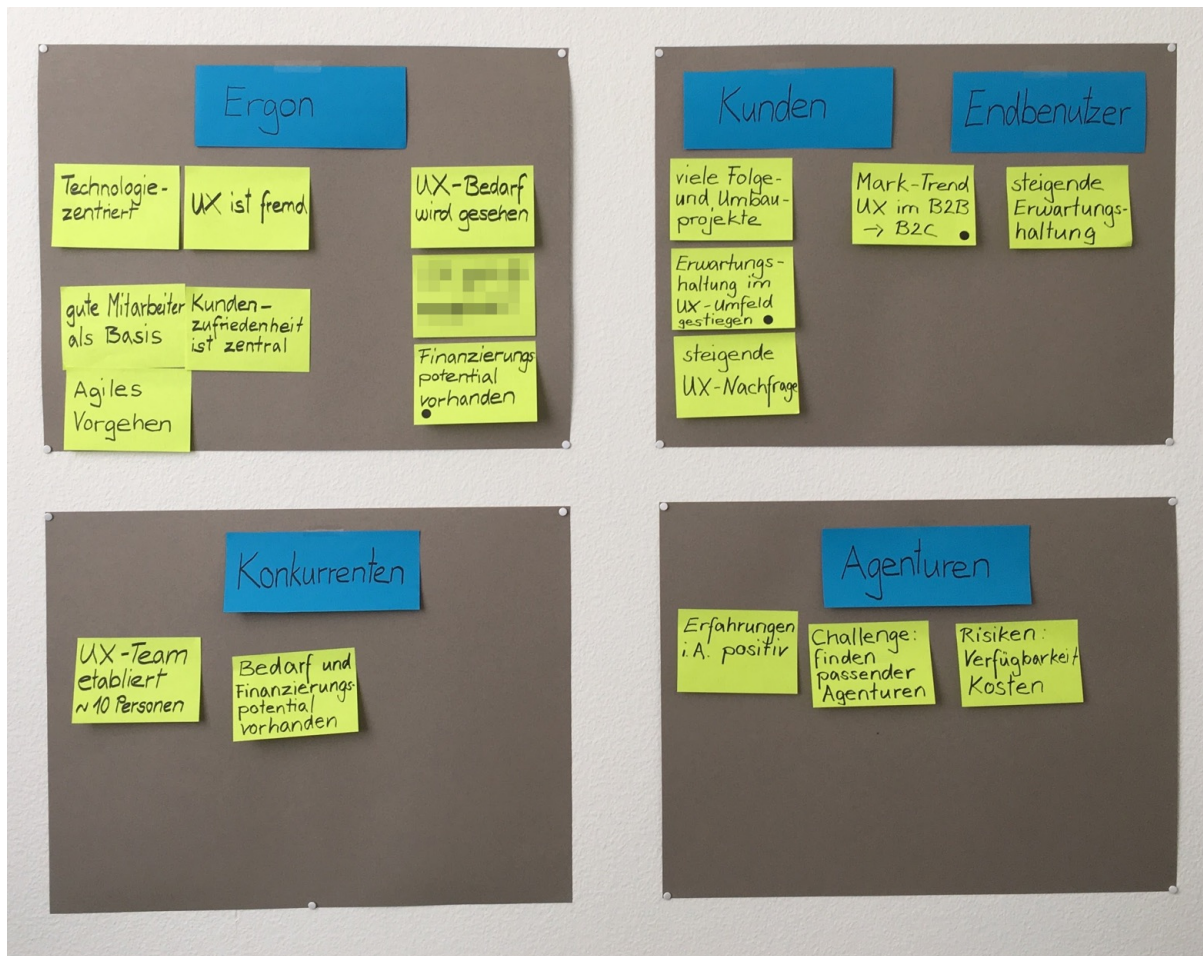 Ergon
Technologie-
zentriert
UX ist fremd
UX-Bedarf
wird gesehen
gute Mitarbeiter
als Basis
Kunden-
zufriedenheit
ist zentral
Agiles
Vorgehen
Finanzierungs
potential
vorhanden
Kunden
Endbenutzer
viele Folge-
und Umbau-
projekte
Erwartungs-
haltung im
UX-Umfeld
gestiegen
steigende
UX-Nachfrage
Mark-Trend
UX im B2B
→ B2C
steigende
Erwartungs-
haltung
Konkurrenten
UX-Team
etabliert
~10 Personen
Bedarf und
Finanzierungs-
potential
vorhanden
Agenturen
Erfahrungen
i.A. positiv
Challenge:
finden
passender
Agenturen
Risiken:
Verfügbarkeit
Kosten